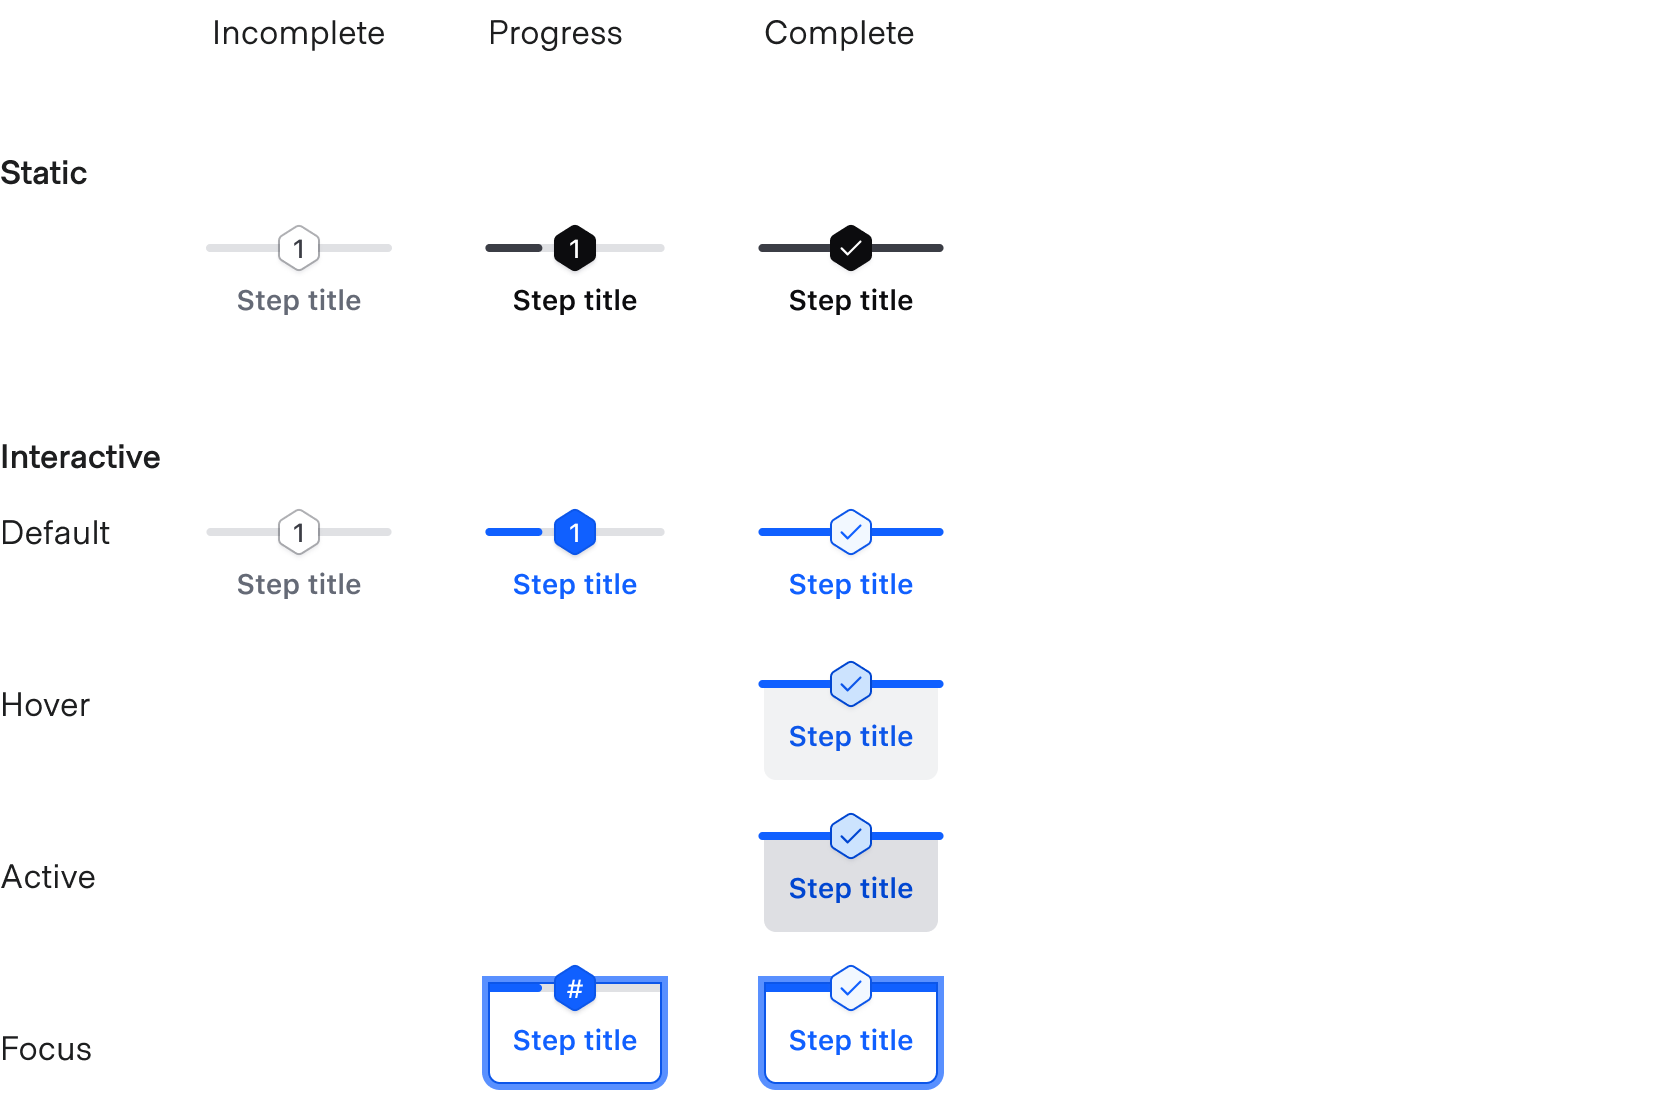 Incomplete Progress Complete
Static
1 1
Step title Step title Step title
Interactive
Default 1 1
Step title Step title Step title
Hover
Step title
Active
Step title
#
Step title Step title
Focus